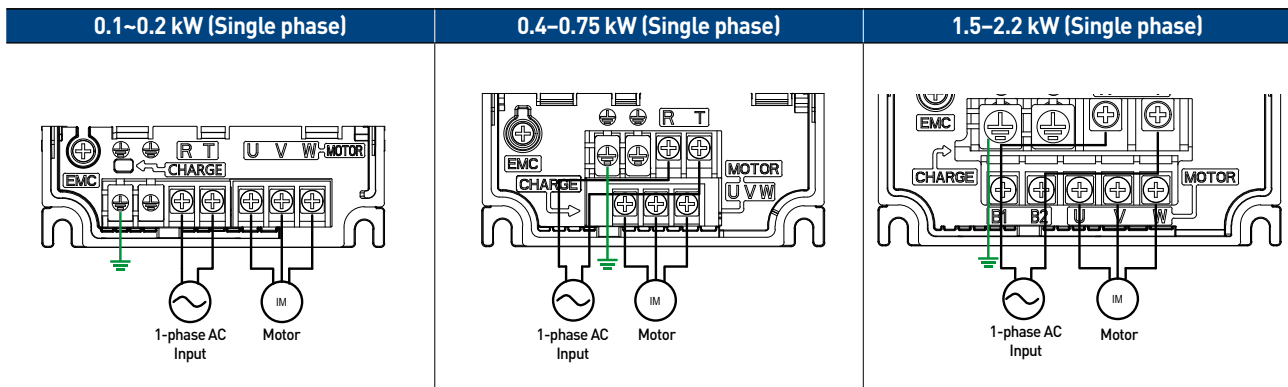 0.1~0.2 kW (Single phase)
0.4–0.75 kW (Single phase)
1.5–2.2 kW (Single phase)
R T
U V W
MOTOR
CHARGE
EMC
IM
1-phase AC
Input
Motor
R T
EMC
MOTOR
CHARGE
U V W
IM
1-phase AC
Input
Motor
EMC
CHARGE
MOTOR
B1 B2 U V W
IM
1-phase AC
Input
Motor